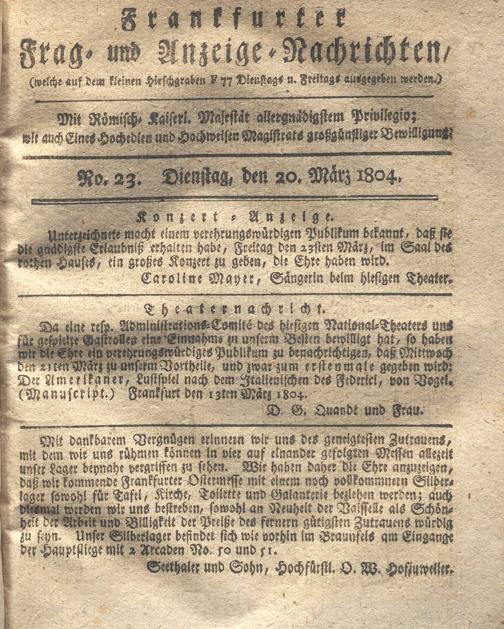 Frankfurter
Frag- und Anzeige-Nachrichten,
(welche auf dem kleinen Hirschgraben F 77 Dienstags u. Freitags ausgegeben werden.)
Mit Römisch-Kaiserl. Majestät allergnädigstem Privilegio;
wie auch Eines Hochedlen und Hochweisen Magistrats großgünstiger Bewilligung.
No. 23. Dienstag, den 20. März 1804.
Konzert-Anzeige.
Unterzeichnete macht einem verehrungswürdigen Publikum bekannt, daß sie
die gnädigste Erlaubniß erhalten habe, Freitag den 23sten März, im Saal des
rothen Hauses, ein großes Konzert zu geben, die Ehre haben wird.
Caroline Mayer, Sängerin beim hiesigen Theater.
Theaternachricht.
Da eine resp. Administrations-Comité des hiesigen National-Theaters uns
für gespielte Gastrollen eine Einnahme zu unserm Besten bewilligt hat, so haben
wir die Ehre ein verehrungswürdiges Publikum zu benachrichtigen, daß Mittwoch
den 21ten März zu unserm Vortheile, und zwar zum erstenmale gegeben wird:
Der Amerikaner, Lustspiel nach dem Italienischen des Federici, von Vogel.
(Manuscript.) Frankfurt den 13ten März 1804.
D. G. Quandt und Frau.
Mit dankbarem Vergnügen erinnern wir uns des geneigtesten Zutrauens,
mit dem wir uns rühmen können in vier auf einander gefolgten Messen allezeit
unser Lager beynahe vergriffen zu sehen. Wir haben daher die Ehre anzuzeigen,
daß wir kommende Frankfurter Ostermesse mit einem noch vollkommnern Silber-
lager sowohl für Tafel, Kirche, Toilette und Galanterie beziehen werden; auch
diesmal werden wir uns bestreben, sowohl an Neuheit der Vaisselle als Schön-
heit der Arbeit und Billigkeit der Preiße des fernern gütigsten Zutrauens würdig
zu seyn. Unser Silberlager befindet sich wie vorhin im Braunfels am Eingange
der Hauptstiege mit 2 Arcaden No. 50 und 51.
Seethaler und Sohn, Hochfürstl. O. W. Hofjuweller.